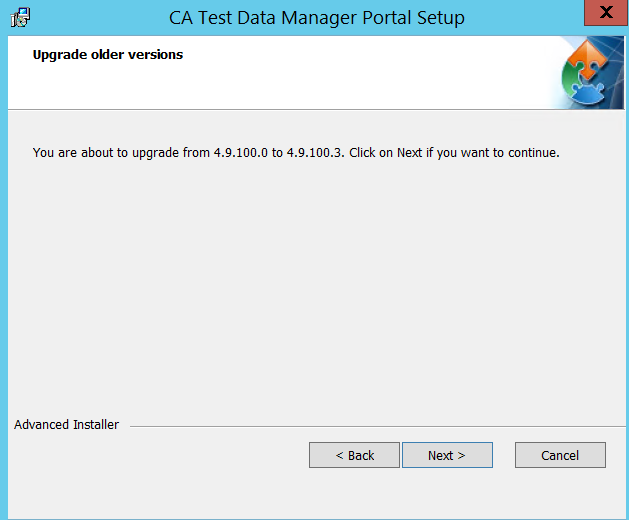 CA Test Data Manager Portal Setup
X
Upgrade older versions
You are about to upgrade from 4.9.100.0 to 4.9.100.3. Click on Next if you want to continue.
Advanced Installer
< Back
Next >
Cancel